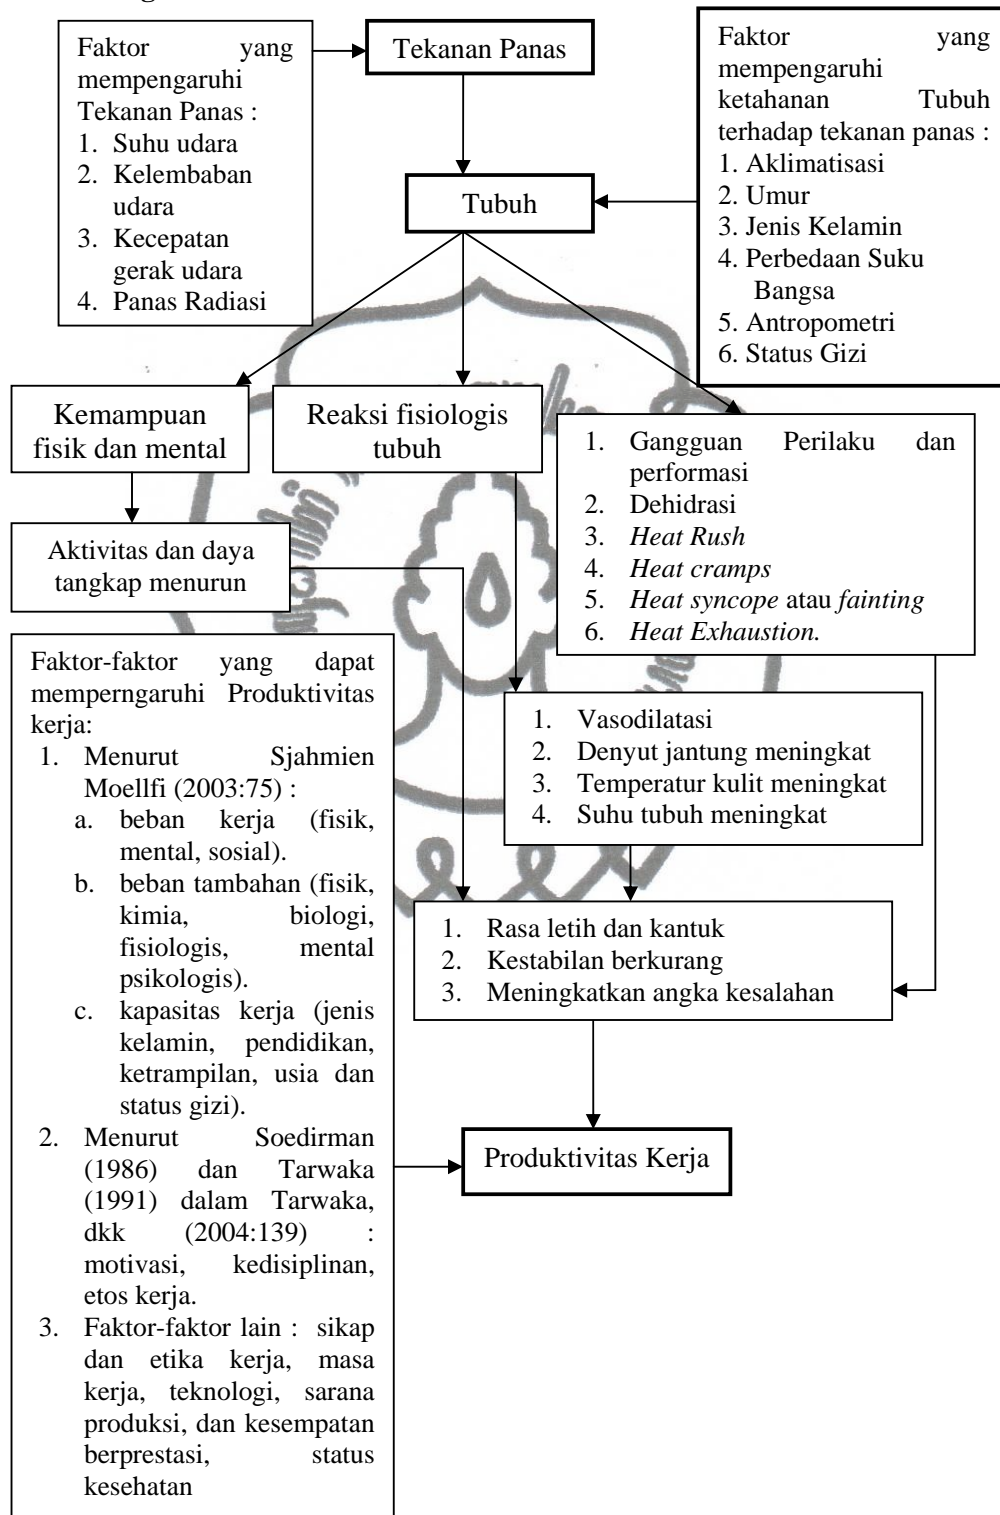 Faktor yang
mempengaruhi
Tekanan Panas :
1. Suhu udara
2. Kelembaban
udara
3. Kecepatan
gerak udara
4. Panas Radiasi
Tekanan Panas
Faktor yang
mempengaruhi
ketahanan Tubuh
terhadap tekanan panas :
1. Aklimatisasi
2. Umur
3. Jenis Kelamin
4. Perbedaan Suku
Bangsa
5. Antropometri
6. Status Gizi
Tubuh
Kemampuan
fisik dan mental
Reaksi fisiologis
tubuh
1. Gangguan Perilaku dan
performasi
2. Dehidrasi
3. Heat Rush
4. Heat cramps
5. Heat syncope atau fainting
6. Heat Exhaustion.
Aktivitas dan daya
tangkap menurun
Faktor-faktor yang dapat
memperngaruhi Produktivitas
kerja:
1. Menurut Sjahmien
Moellfi (2003:75) :
a. beban kerja (fisik,
mental, sosial).
b. beban tambahan (fisik,
kimia, biologi,
fisiologis, mental
psikologis).
c. kapasitas kerja (jenis
kelamin, pendidikan,
ketrampilan, usia dan
status gizi).
2. Menurut Soedirman
(1986) dan Tarwaka
(1991) dalam Tarwaka,
dkk (2004:139) :
motivasi, kedisiplinan,
etos kerja.
3. Faktor-faktor lain : sikap
dan etika kerja, masa
kerja, teknologi, sarana
produksi, dan kesempatan
berprestasi, status
kesehatan
1. Vasodilatasi
2. Denyut jantung meningkat
3. Temperatur kulit meningkat
4. Suhu tubuh meningkat
1. Rasa letih dan kantuk
2. Kestabilan berkurang
3. Meningkatkan angka kesalahan
Produktivitas Kerja